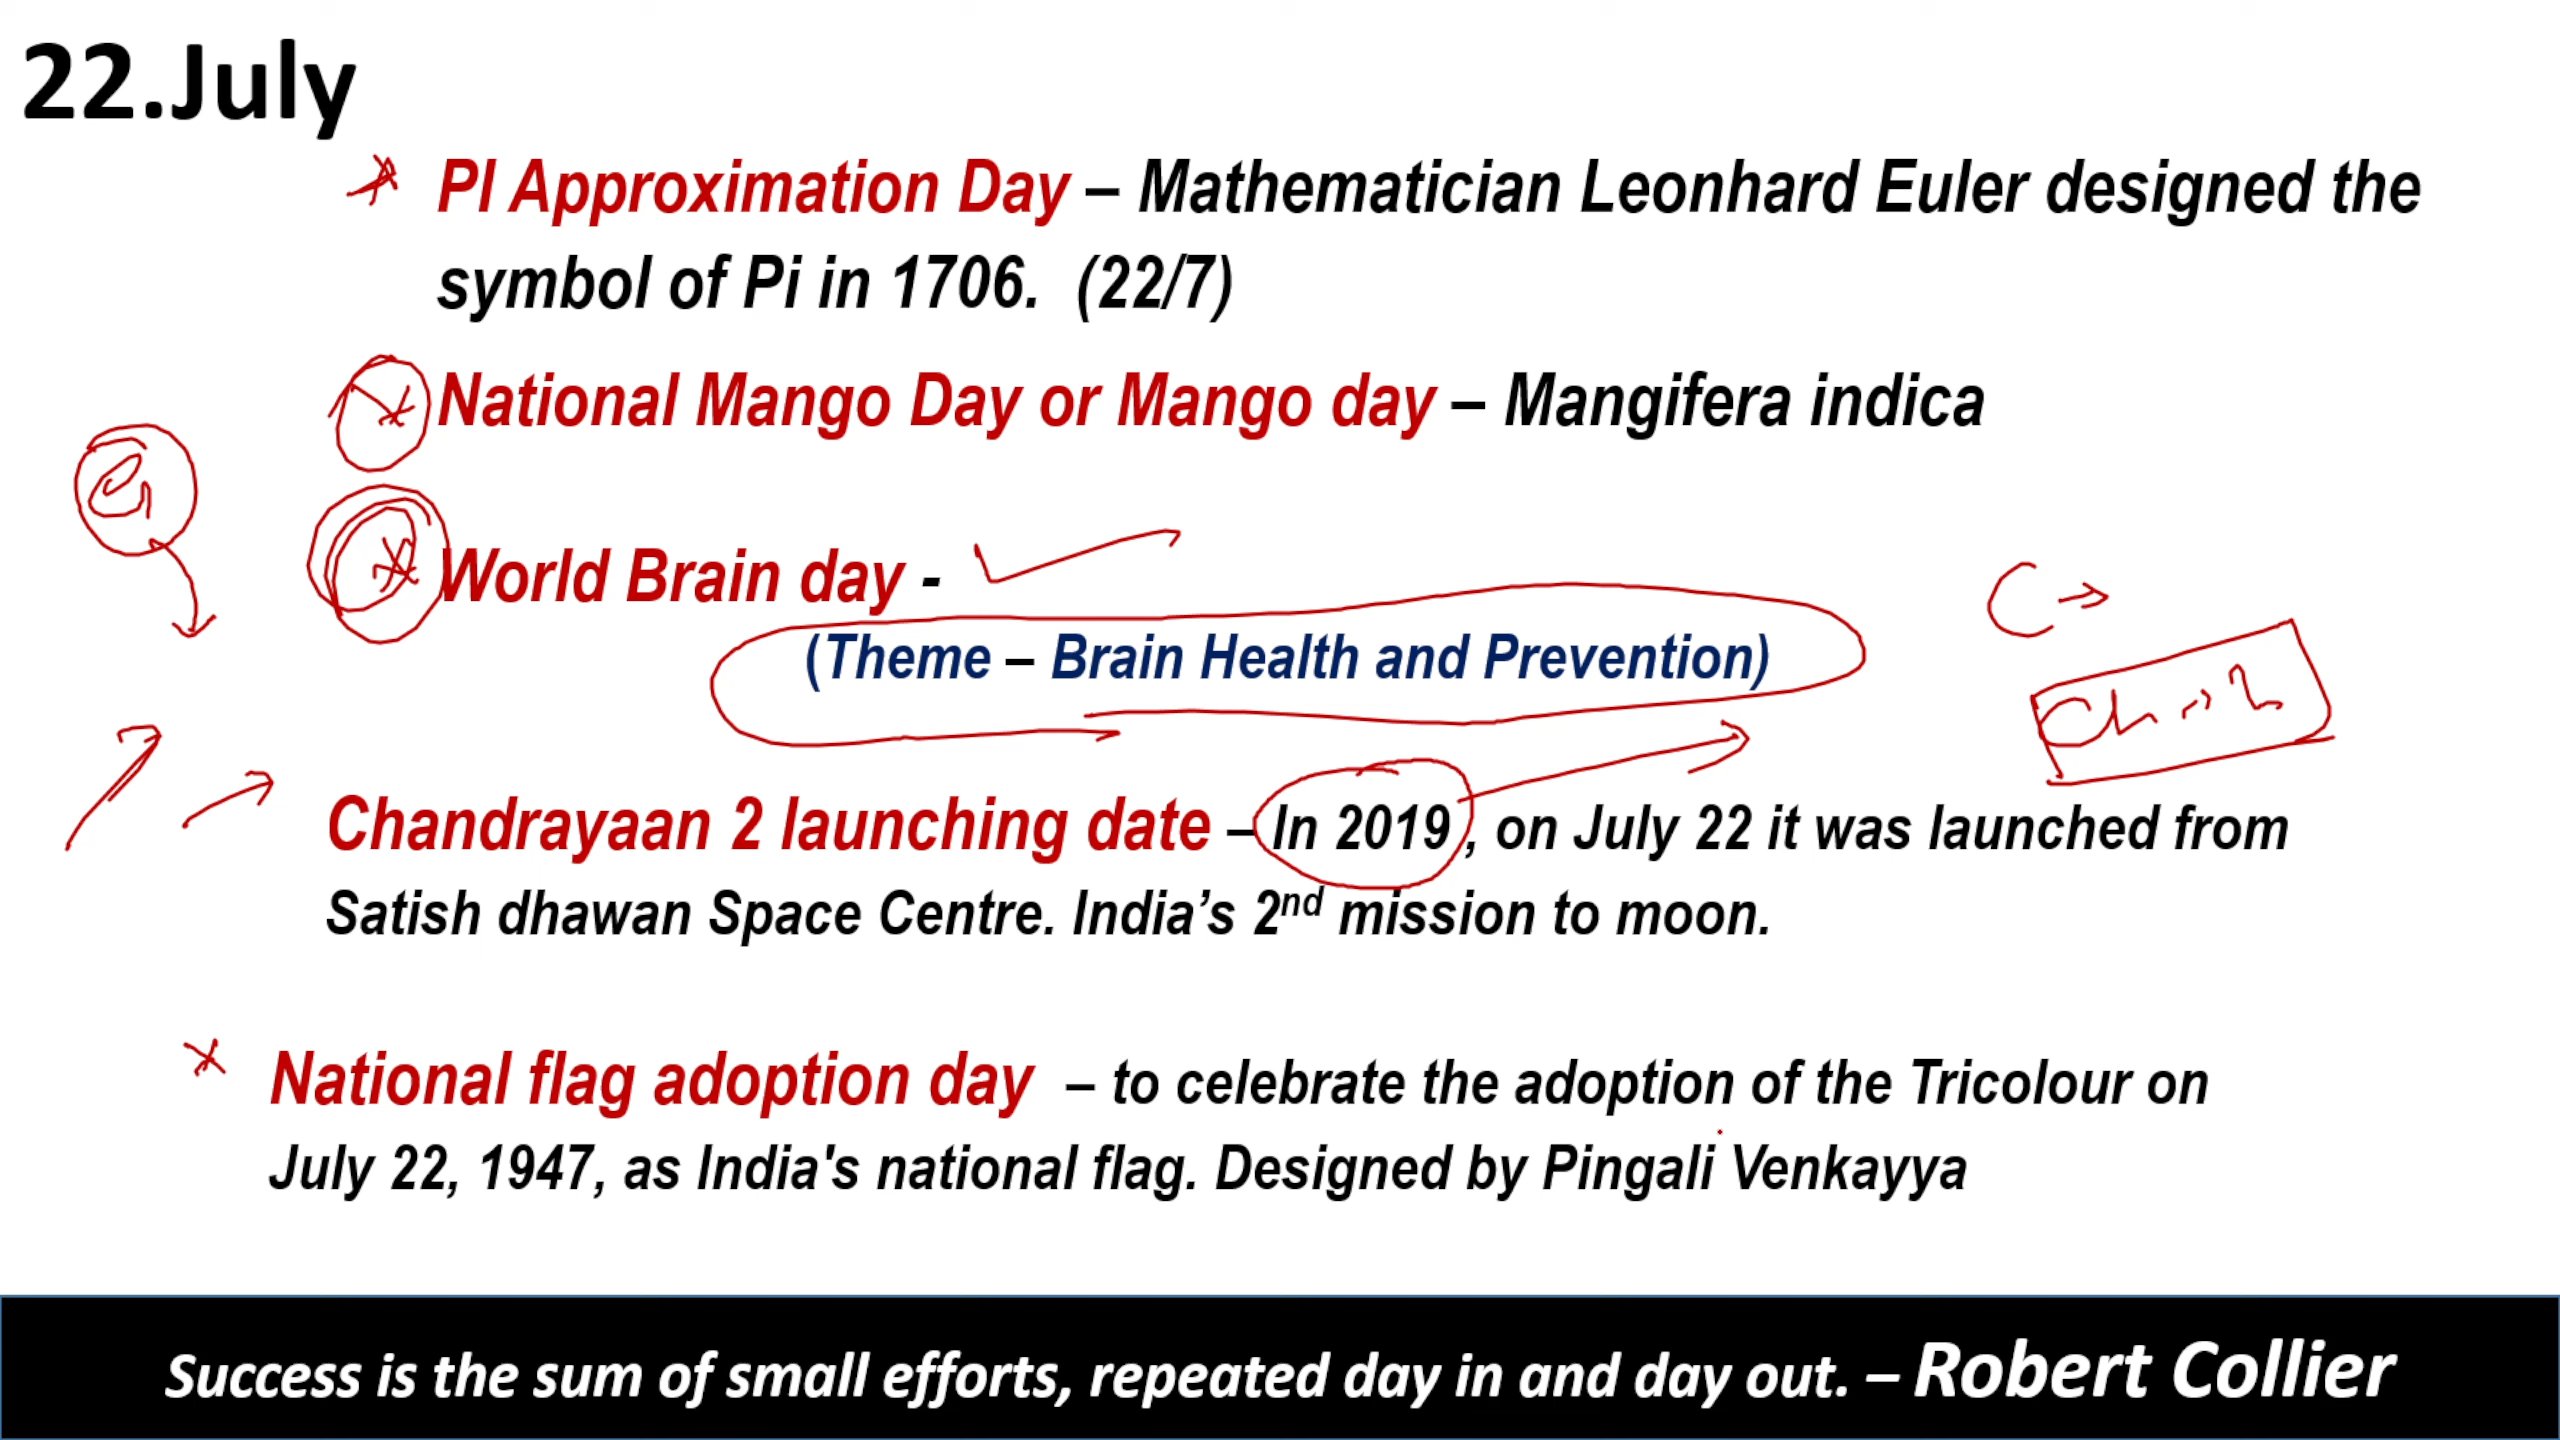 22.July
PI Approximation Day – Mathematician Leonhard Euler designed the
symbol of Pi in 1706. (22/7)
National Mango Day or Mango day – Mangifera indica
World Brain day -
(Theme – Brain Health and Prevention)
Ch → 2
Chandrayaan 2 launching date – In 2019 , on July 22 it was launched from
Satish dhawan Space Centre. India’s 2nd mission to moon.
National flag adoption day – to celebrate the adoption of the Tricolour on
July 22, 1947, as India's national flag. Designed by Pingali Venkayya
Success is the sum of small efforts, repeated day in and day out. – Robert Collier